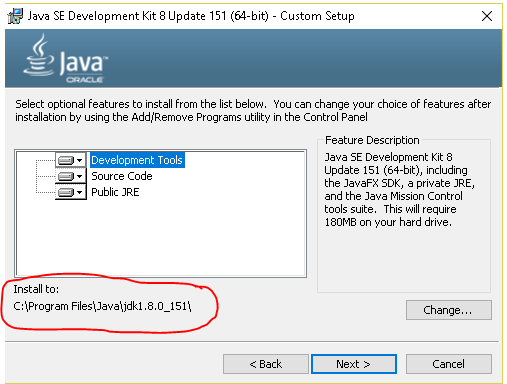 Java SE Development Kit 8 Update 151 (64-bit) - Custom Setup
Java™
ORACLE
Select optional features to install from the list below.  You can change your choice of features after
installation by using the Add/Remove Programs utility in the Control Panel
Development Tools
Source Code
Public JRE
Feature Description
Java SE Development Kit 8
Update 151 (64-bit), including
the JavaFX SDK, a private JRE,
and the Java Mission Control
tools suite.  This will require
180MB on your hard drive.
Install to:
C:\Program Files\Java\jdk1.8.0_151\
Change...
< Back
Next >
Cancel